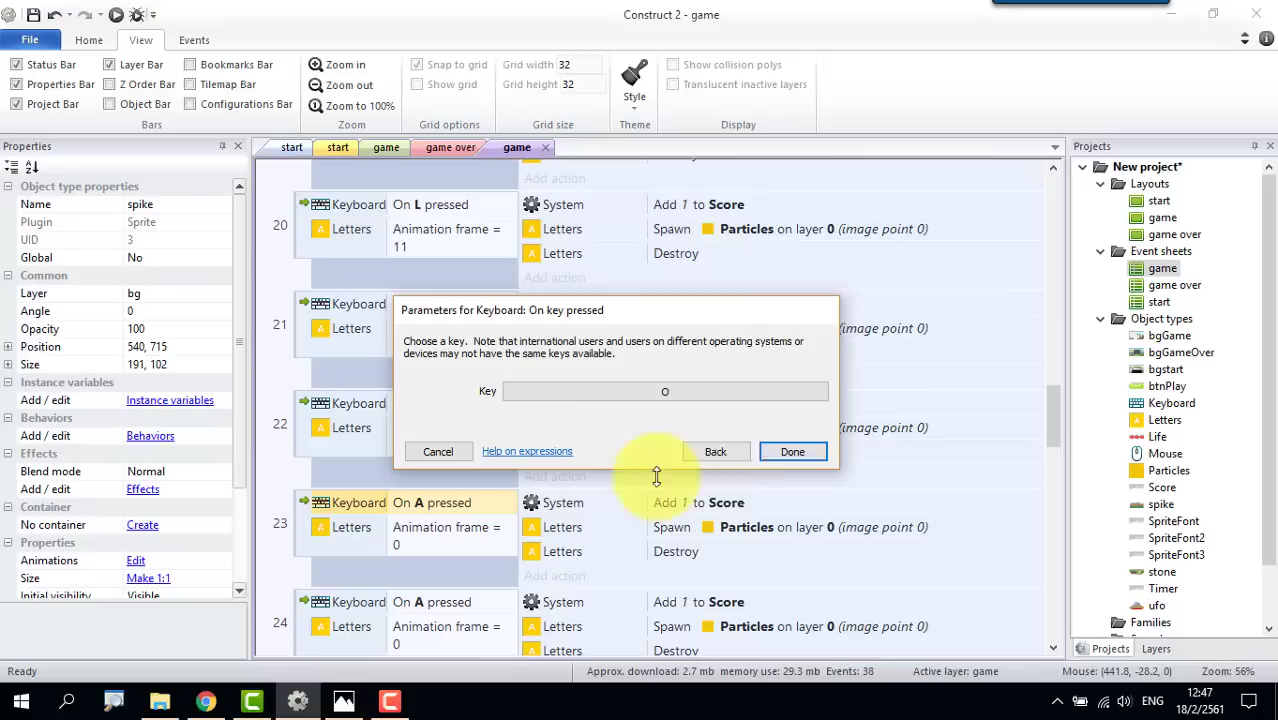 Construct 2 - game
File
Home
View
Events
Status Bar
Layer Bar
Bookmarks Bar
Properties Bar
Z Order Bar
Tilemap Bar
Project Bar
Object Bar
Configurations Bar
Bars
Zoom in
Zoom out
Zoom to 100%
Zoom
Snap to grid
Show grid
Grid options
Grid width 32
Grid height 32
Grid size
Style
Theme
Show collision polys
Translucent inactive layers
Display
Properties
Object type properties
Name spike
Plugin Sprite
UID 3
Global No
Common
Layer bg
Angle 0
Opacity 100
Position 540, 715
Size 191, 102
Instance variables
Add / edit Instance variables
Behaviors
Add / edit Behaviors
Effects
Blend mode Normal
Add / edit Effects
Container
No container Create
Properties
Animations Edit
Size Make 1:1
Initial visibility Visible
start
start
game
game over
game
Add action
20
Keyboard On L pressed
Letters Animation frame =
11
System Add 1 to Score
Letters Spawn Particles on layer 0 (image point 0)
Letters Destroy
Add action
21
Keyboard
Letters
(image point 0)
22
Keyboard
Letters
(image point 0)
Add action
Parameters for Keyboard: On key pressed
Choose a key. Note that international users and users on different operating systems or
devices may not have the same keys available.
Key O
Cancel
Help on expressions
Back
Done
23
Keyboard On A pressed
Letters Animation frame =
0
System Add 1 to Score
Letters Spawn Particles on layer 0 (image point 0)
Letters Destroy
Add action
24
Keyboard On A pressed
Letters Animation frame =
0
System Add 1 to Score
Letters Spawn Particles on layer 0 (image point 0)
Letters Destroy
Projects
New project*
Layouts
start
game
game over
Event sheets
game
game over
start
Object types
bgGame
bgGameOver
bgstart
btnPlay
Keyboard
Letters
Life
Mouse
Particles
Score
spike
SpriteFont
SpriteFont2
SpriteFont3
stone
Timer
ufo
Families
Projects
Layers
Ready
Approx. download: 2.7 mb memory use: 29.3 mb Events: 38
Active layer: game
Mouse: (441.8, -28.2, 0)
Zoom: 56%
ENG
12:47
18/2/2561